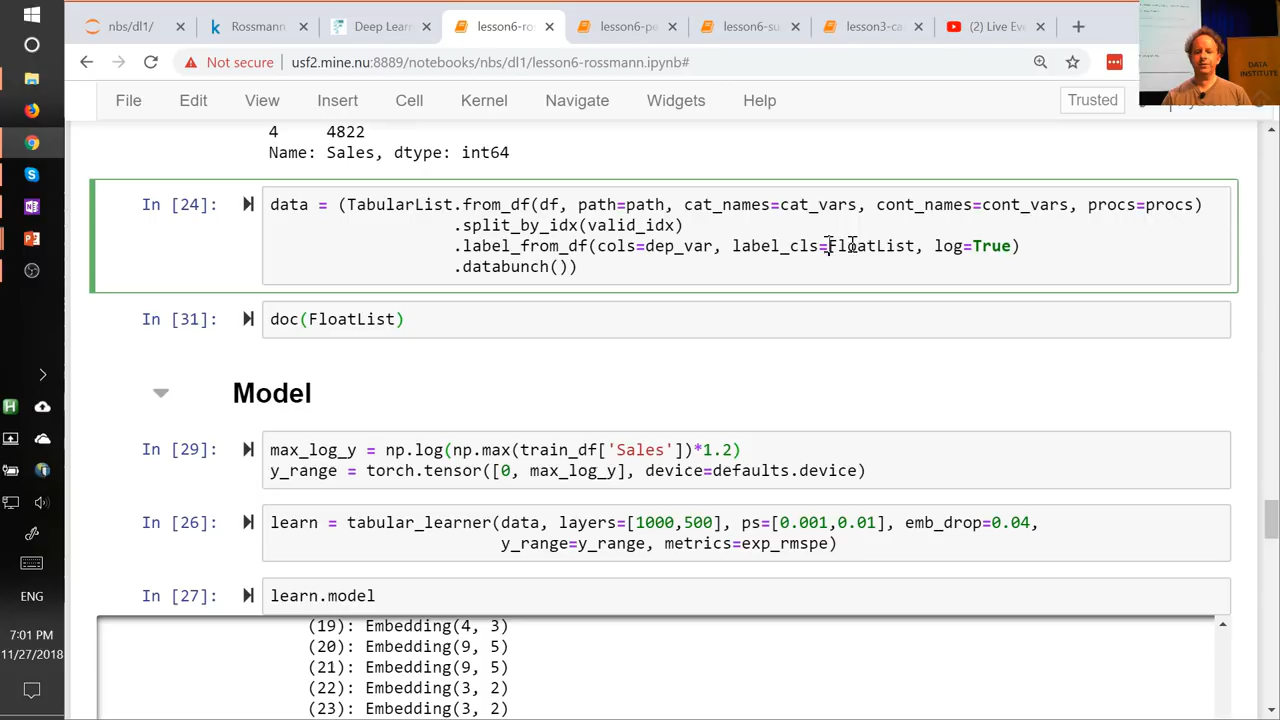 nbs/dl1/
Rossmann
Deep Learn
lesson6-ros
lesson6-pe
lesson6-su
lesson3-ca
(2) Live Eve
Not secure
usf2.mine.nu:8889/notebooks/nbs/dl1/lesson6-rossmann.ipynb#
DATA
INSTITUTE
File Edit View Insert Cell Kernel Navigate Widgets Help
Trusted
4 4822
Name: Sales, dtype: int64
In [24]:
data = (TabularList.from_df(df, path=path, cat_names=cat_vars, cont_names=cont_vars, procs=procs)
.split_by_idx(valid_idx)
.label_from_df(cols=dep_var, label_cls=FloatList, log=True)
.databunch())
In [31]:
doc(FloatList)
Model
In [29]:
max_log_y = np.log(np.max(train_df['Sales'])*1.2)
y_range = torch.tensor([0, max_log_y], device=defaults.device)
In [26]:
learn = tabular_learner(data, layers=[1000,500], ps=[0.001,0.01], emb_drop=0.04,
y_range=y_range, metrics=exp_rmspe)
In [27]:
learn.model
(19): Embedding(4, 3)
(20): Embedding(9, 5)
(21): Embedding(9, 5)
(22): Embedding(3, 2)
(23): Embedding(3, 2)
ENG
7:01 PM
11/27/2018